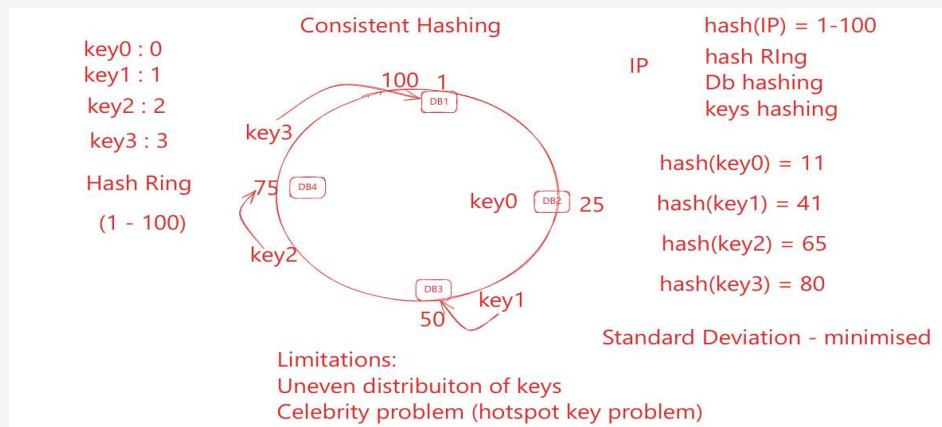 Consistent Hashing
key0 : 0
key1 : 1
key2 : 2
key3 : 3
Hash Ring
(1 - 100)
100 1
DB1
key3
75
DB4
key2
key0
DB2
25
DB3
key1
50
Limitations:
Uneven distribuiton of keys
Celebrity problem (hotspot key problem)
hash(IP) = 1-100
IP
hash RIng
Db hashing
keys hashing
hash(key0) = 11
hash(key1) = 41
hash(key2) = 65
hash(key3) = 80
Standard Deviation - minimised